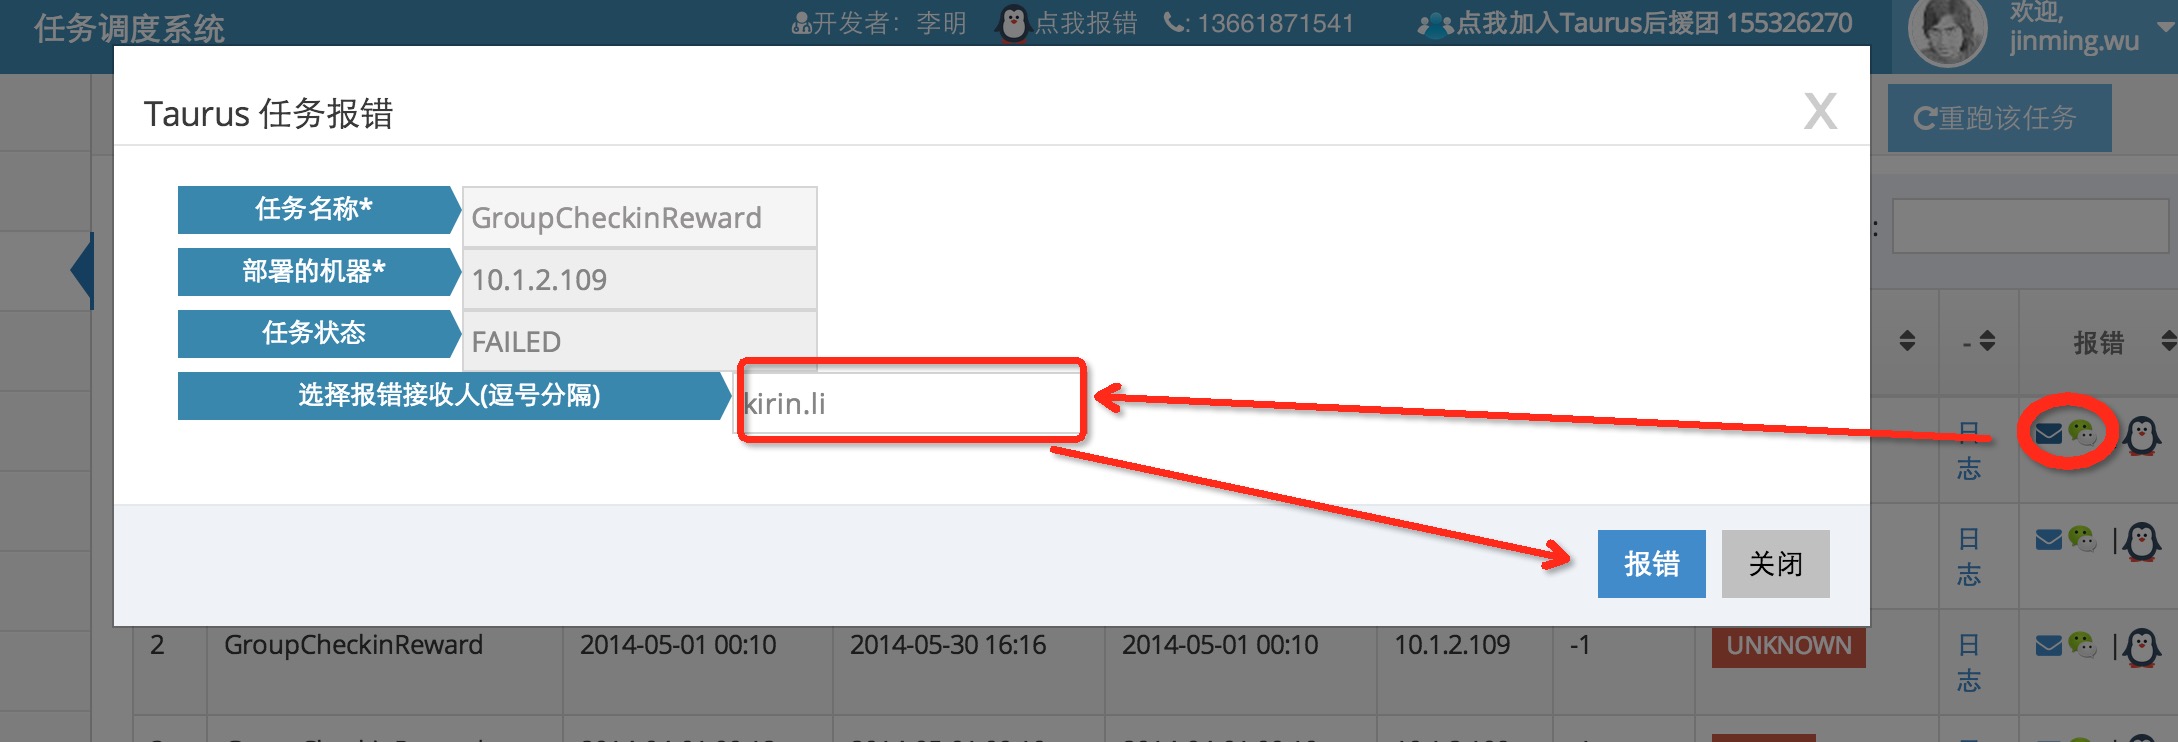 任务调度系统
开发者： 李明 点我报错 : 13661871541 点我加入Taurus后援团 155326270
欢迎,
jinming.wu
Taurus 任务报错
X
重跑该任务
任务名称* GroupCheckinReward
:
部署的机器* 10.1.2.109
任务状态 FAILED
- 报错
选择报错接收人(逗号分隔) kirin.li
日志
报错 关闭
日志 |
2 GroupCheckinReward 2014-05-01 00:10 2014-05-30 16:16 2014-05-01 00:10 10.1.2.109 -1 UNKNOWN 日志 |